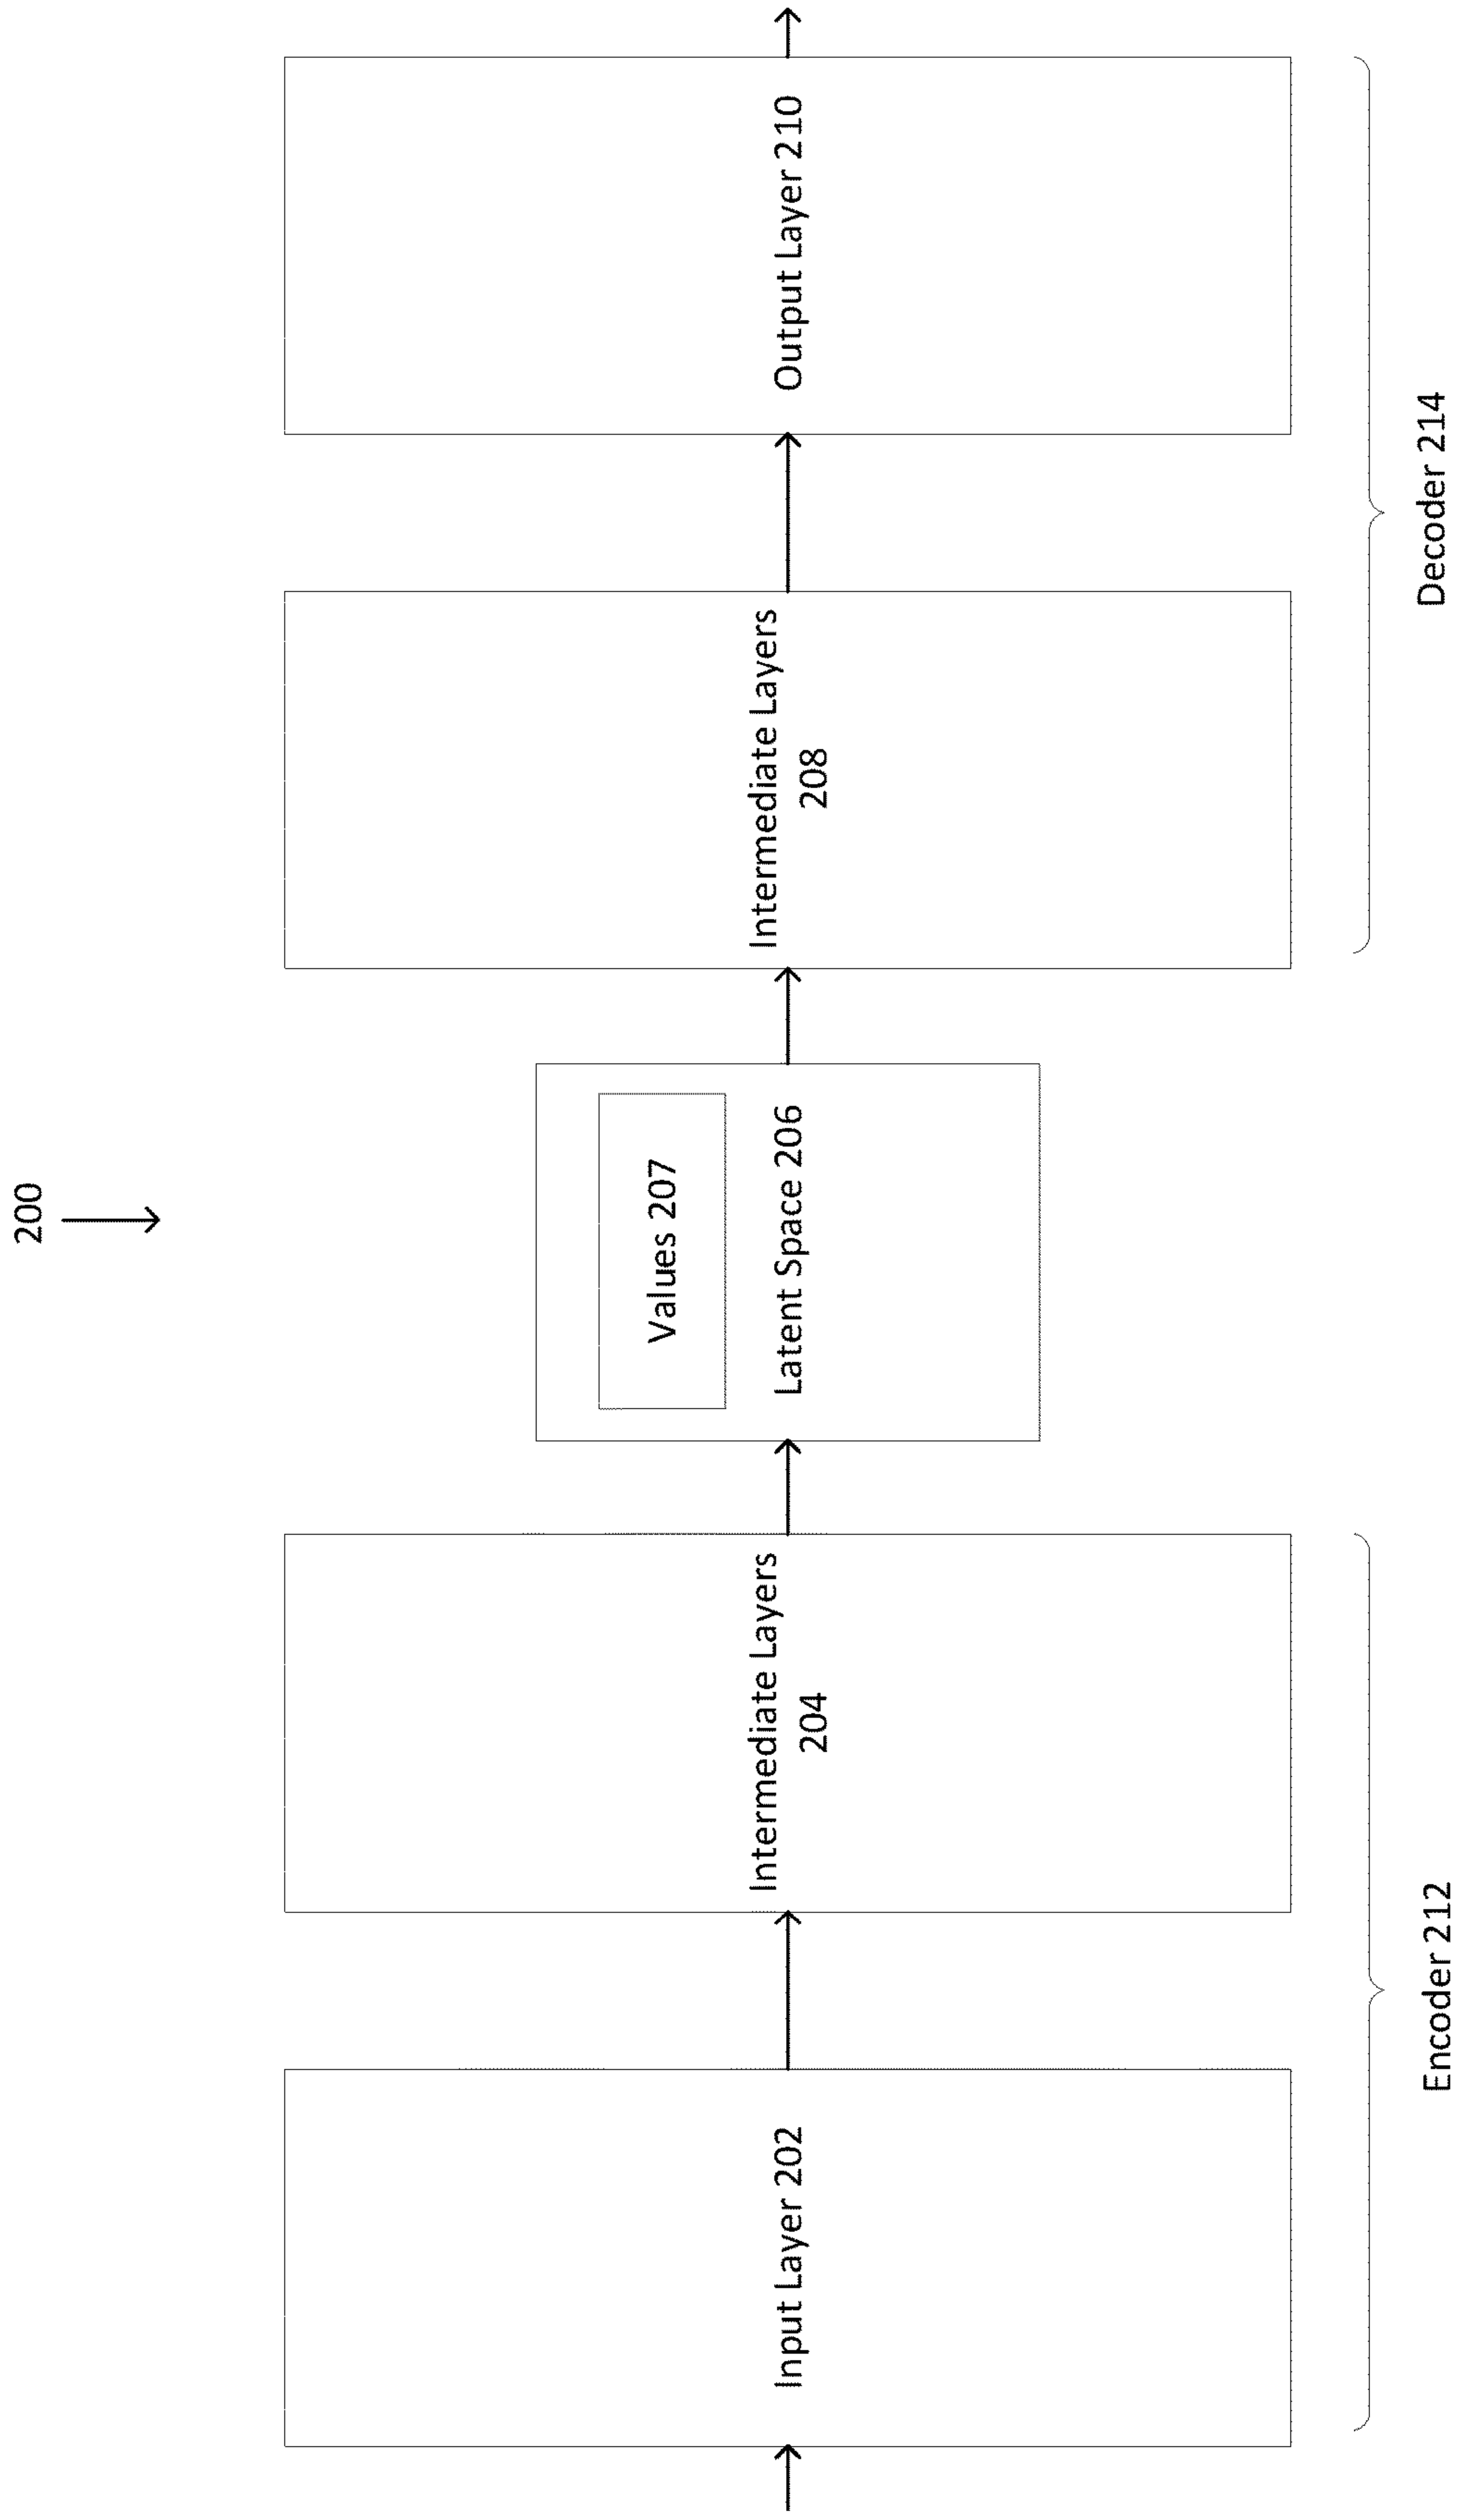 200
Input Layer 202
Intermediate Layers
204
Values 207
Latent Space 206
Intermediate Layers
208
Output Layer 210
Encoder 212
Decoder 214